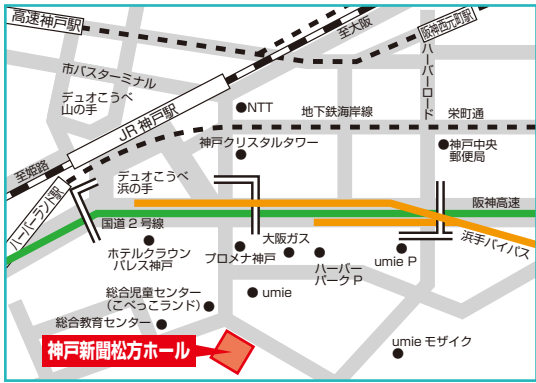 高速神戸駅
至大阪
阪神西元町駅
市バスターミナル
ハーバーロード
デュオこうべ
山の手
JR神戸駅
NTT
地下鉄海岸線
栄町通
神戸クリスタルタワー
神戸中央
郵便局
至姫路
デュオこうべ
浜の手
ハーバーランド駅
阪神高速
国道2号線
浜手バイパス
ホテルクラウン
パレス神戸
プロメナ神戸
大阪ガス
ハーバー
パークP
umie P
総合児童センター
(こべっこランド)
umie
総合教育センター
神戸新聞松方ホール
umieモザイク